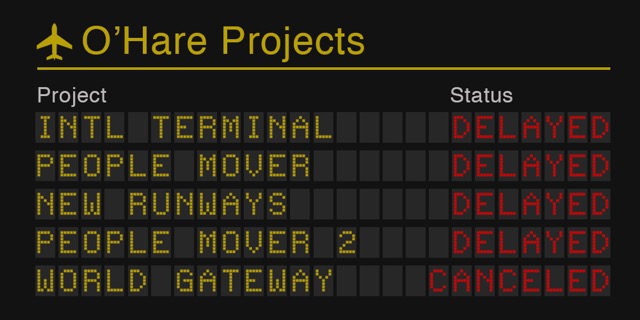 O’Hare Projects
Project Status
INTL TERMINAL DELAYED
PEOPLE MOVER DELAYED
NEW RUNWAYS DELAYED
PEOPLE MOVER 2 DELAYED
WORLD GATEWAY CANCELED